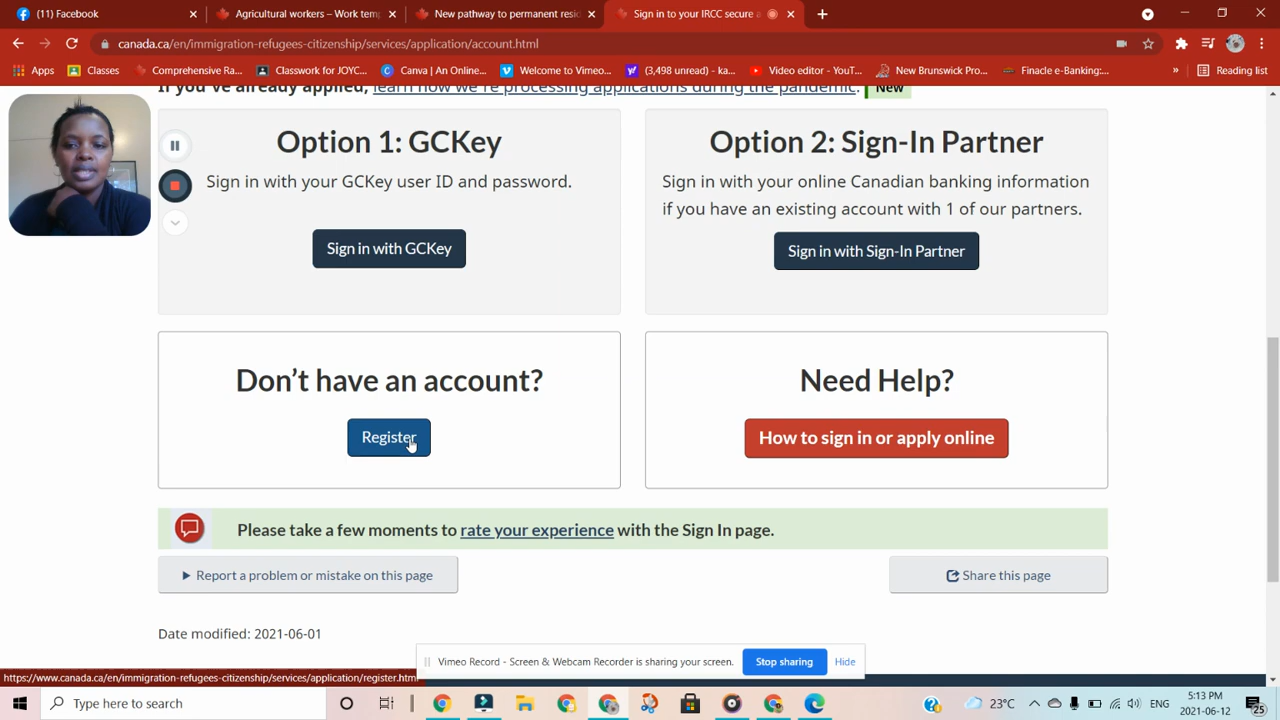 (11) Facebook
Agricultural workers – Work tem
New pathway to permanent resi
Sign in to your IRCC secure a
canada.ca/en/immigration-refugees-citizenship/services/application/account.html
Apps
Classes
Comprehensive Ra...
Classwork for JOYC...
Canva | An Online...
Welcome to Vimeo...
(3,498 unread) - ka...
Video editor - YouT...
New Brunswick Pro...
Finacle e-Banking:...
»
Reading list
If you've already applied, learn how we're processing applications during the pandemic. New
Option 1: GCKey
Sign in with your GCKey user ID and password.
Sign in with GCKey
Option 2: Sign-In Partner
Sign in with your online Canadian banking information
if you have an existing account with 1 of our partners.
Sign in with Sign-In Partner
Don't have an account?
Register
Need Help?
How to sign in or apply online
Please take a few moments to rate your experience with the Sign In page.
Report a problem or mistake on this page
Share this page
Date modified: 2021-06-01
Vimeo Record - Screen & Webcam Recorder is sharing your screen.
Stop sharing
Hide
https://www.canada.ca/en/immigration-refugees-citizenship/services/application/register.htm
Type here to search
23°C
ENG
5:13 PM
2021-06-12
25